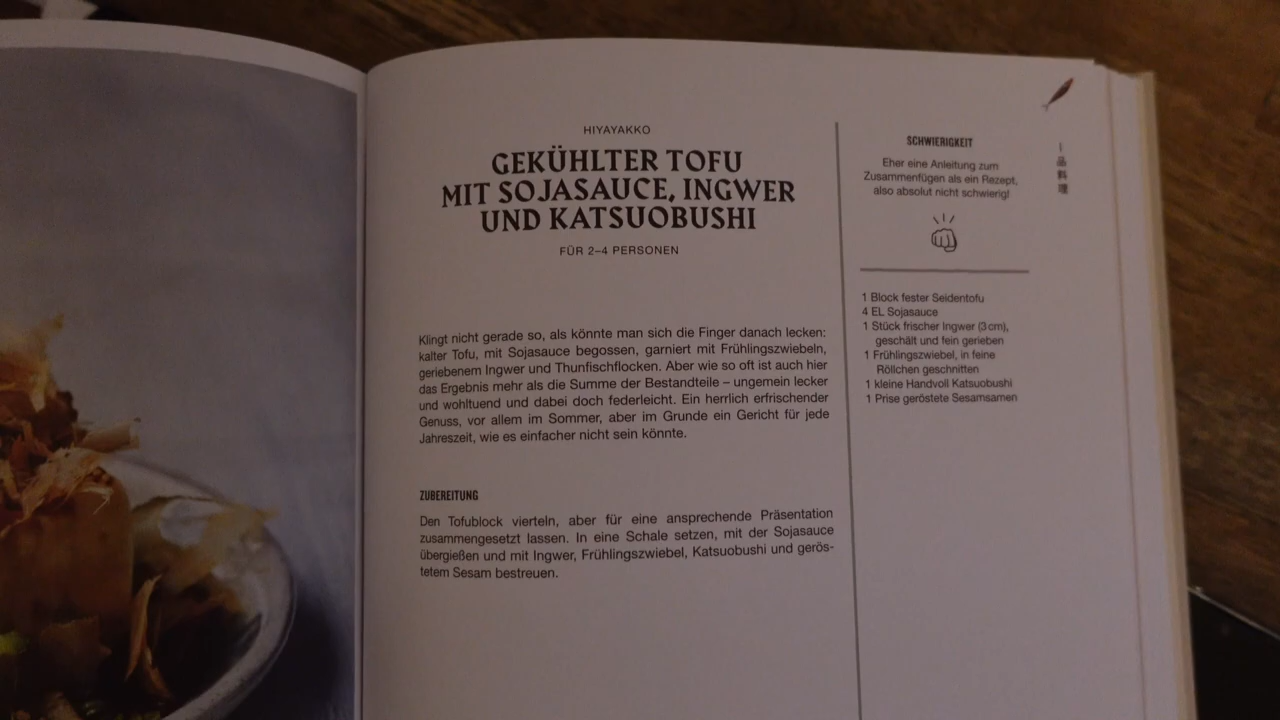 HIYAYAKKO
GEKÜHLTER TOFU
MIT SOJASAUCE, INGWER
UND KATSUOBUSHI
FÜR 2–4 PERSONEN
Klingt nicht gerade so, als könnte man sich die Finger danach lecken:
kalter Tofu, mit Sojasauce begossen, garniert mit Frühlingszwiebeln,
geriebenem Ingwer und Thunfischflocken. Aber wie so oft ist auch hier
das Ergebnis mehr als die Summe der Bestandteile – ungemein lecker
und wohltuend und dabei doch federleicht. Ein herrlich erfrischender
Genuss, vor allem im Sommer, aber im Grunde ein Gericht für jede
Jahreszeit, wie es einfacher nicht sein könnte.
ZUBEREITUNG
Den Tofublock vierteln, aber für eine ansprechende Präsentation
zusammengesetzt lassen. In eine Schale setzen, mit der Sojasauce
übergießen und mit Ingwer, Frühlingszwiebel, Katsuobushi und gerös-
tetem Sesam bestreuen.
SCHWIERIGKEIT
Eher eine Anleitung zum
Zusammenfügen als ein Rezept,
also absolut nicht schwierig!
1 Block fester Seidentofu
4 EL Sojasauce
1 Stück frischer Ingwer (3 cm),
geschält und fein gerieben
1 Frühlingszwiebel, in feine
Röllchen geschnitten
1 kleine Handvoll Katsuobushi
1 Prise geröstete Sesamsamen
一品料理